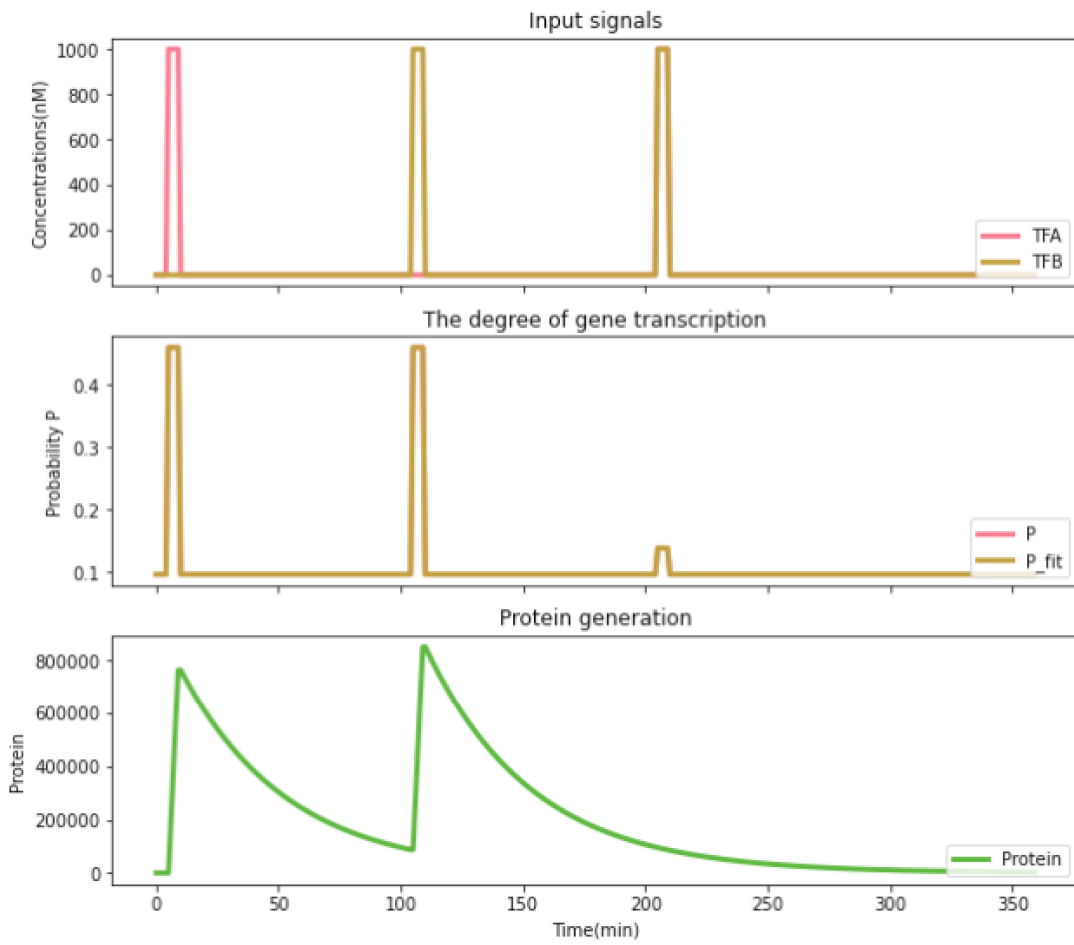 Input signals
Concentrations(nM)
1000
800
600
400
200
0
TFA
TFB
The degree of gene transcription
Probability P
0.4
0.3
0.2
0.1
P
P_fit
Protein generation
Protein
800000
600000
400000
200000
0
Protein
0 50 100 150 200 250 300 350
Time(min)